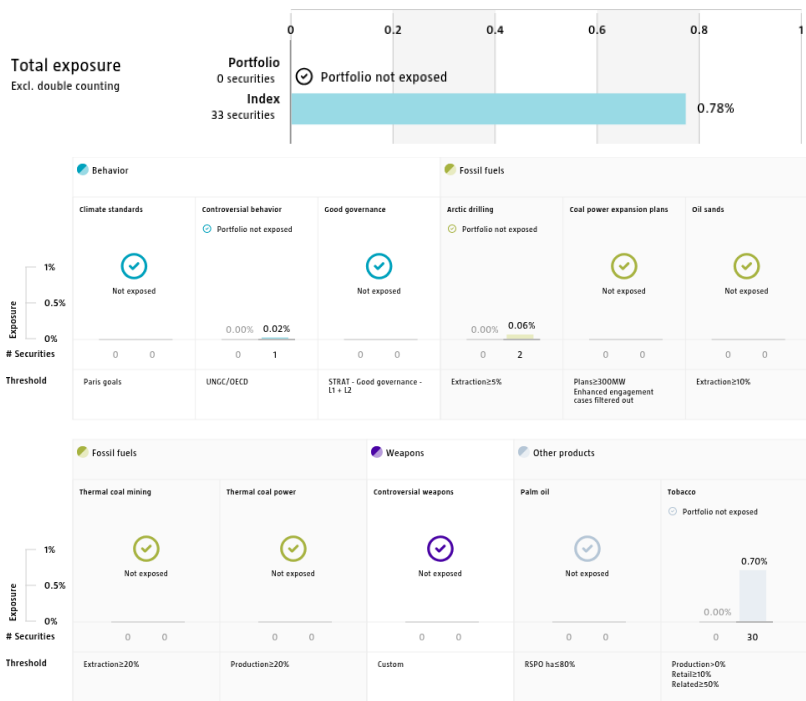 0 0.2 0.4 0.6 0.8 1
Total exposure
Excl. double counting
Portfolio
0 securities
Portfolio not exposed
Index
33 securities
0.78%
Behavior
Fossil fuels
Climate standards
Controversial behavior
Good governance
Arctic drilling
Coal power expansion plans
Oil sands
Portfolio not exposed
Portfolio not exposed
Exposure
1%
0.5%
0%
Not exposed
0.00% 0.02%
Not exposed
0.00% 0.06%
Not exposed
Not exposed
# Securities 0 0 0 1 0 0 0 2 0 0 0 0
Threshold
Paris goals
UNGC/OECD
STRAT - Good governance -
L1 + L2
Extraction≥5%
Plans≥300MW
Enhanced engagement
cases filtered out
Extraction≥10%
Fossil fuels
Weapons
Other products
Thermal coal mining
Thermal coal power
Controversial weapons
Palm oil
Tobacco
Portfolio not exposed
Exposure
1%
0.5%
0%
Not exposed
Not exposed
Not exposed
Not exposed
0.00% 0.70%
# Securities 0 0 0 0 0 0 0 0 0 30
Threshold
Extraction≥20%
Production≥20%
Custom
RSPO ha≤80%
Production>0%
Retail≥10%
Related≥50%